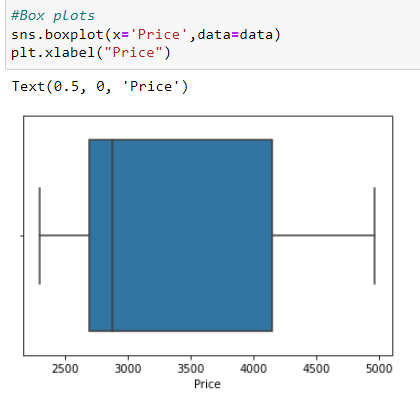 #Box plots
sns.boxplot(x='Price',data=data)
plt.xlabel("Price")
Text(0.5, 0, 'Price')
2500 3000 3500 4000 4500 5000
Price